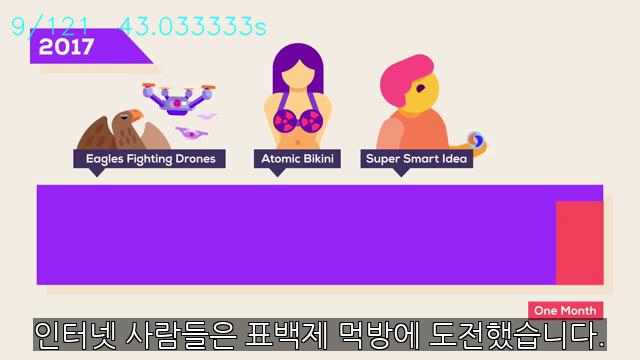 9/121 43.033333s
2017
Eagles Fighting Drones
Atomic Bikini
Super Smart Idea
One Month
인터넷 사람들은 표백제 먹방에 도전했습니다.